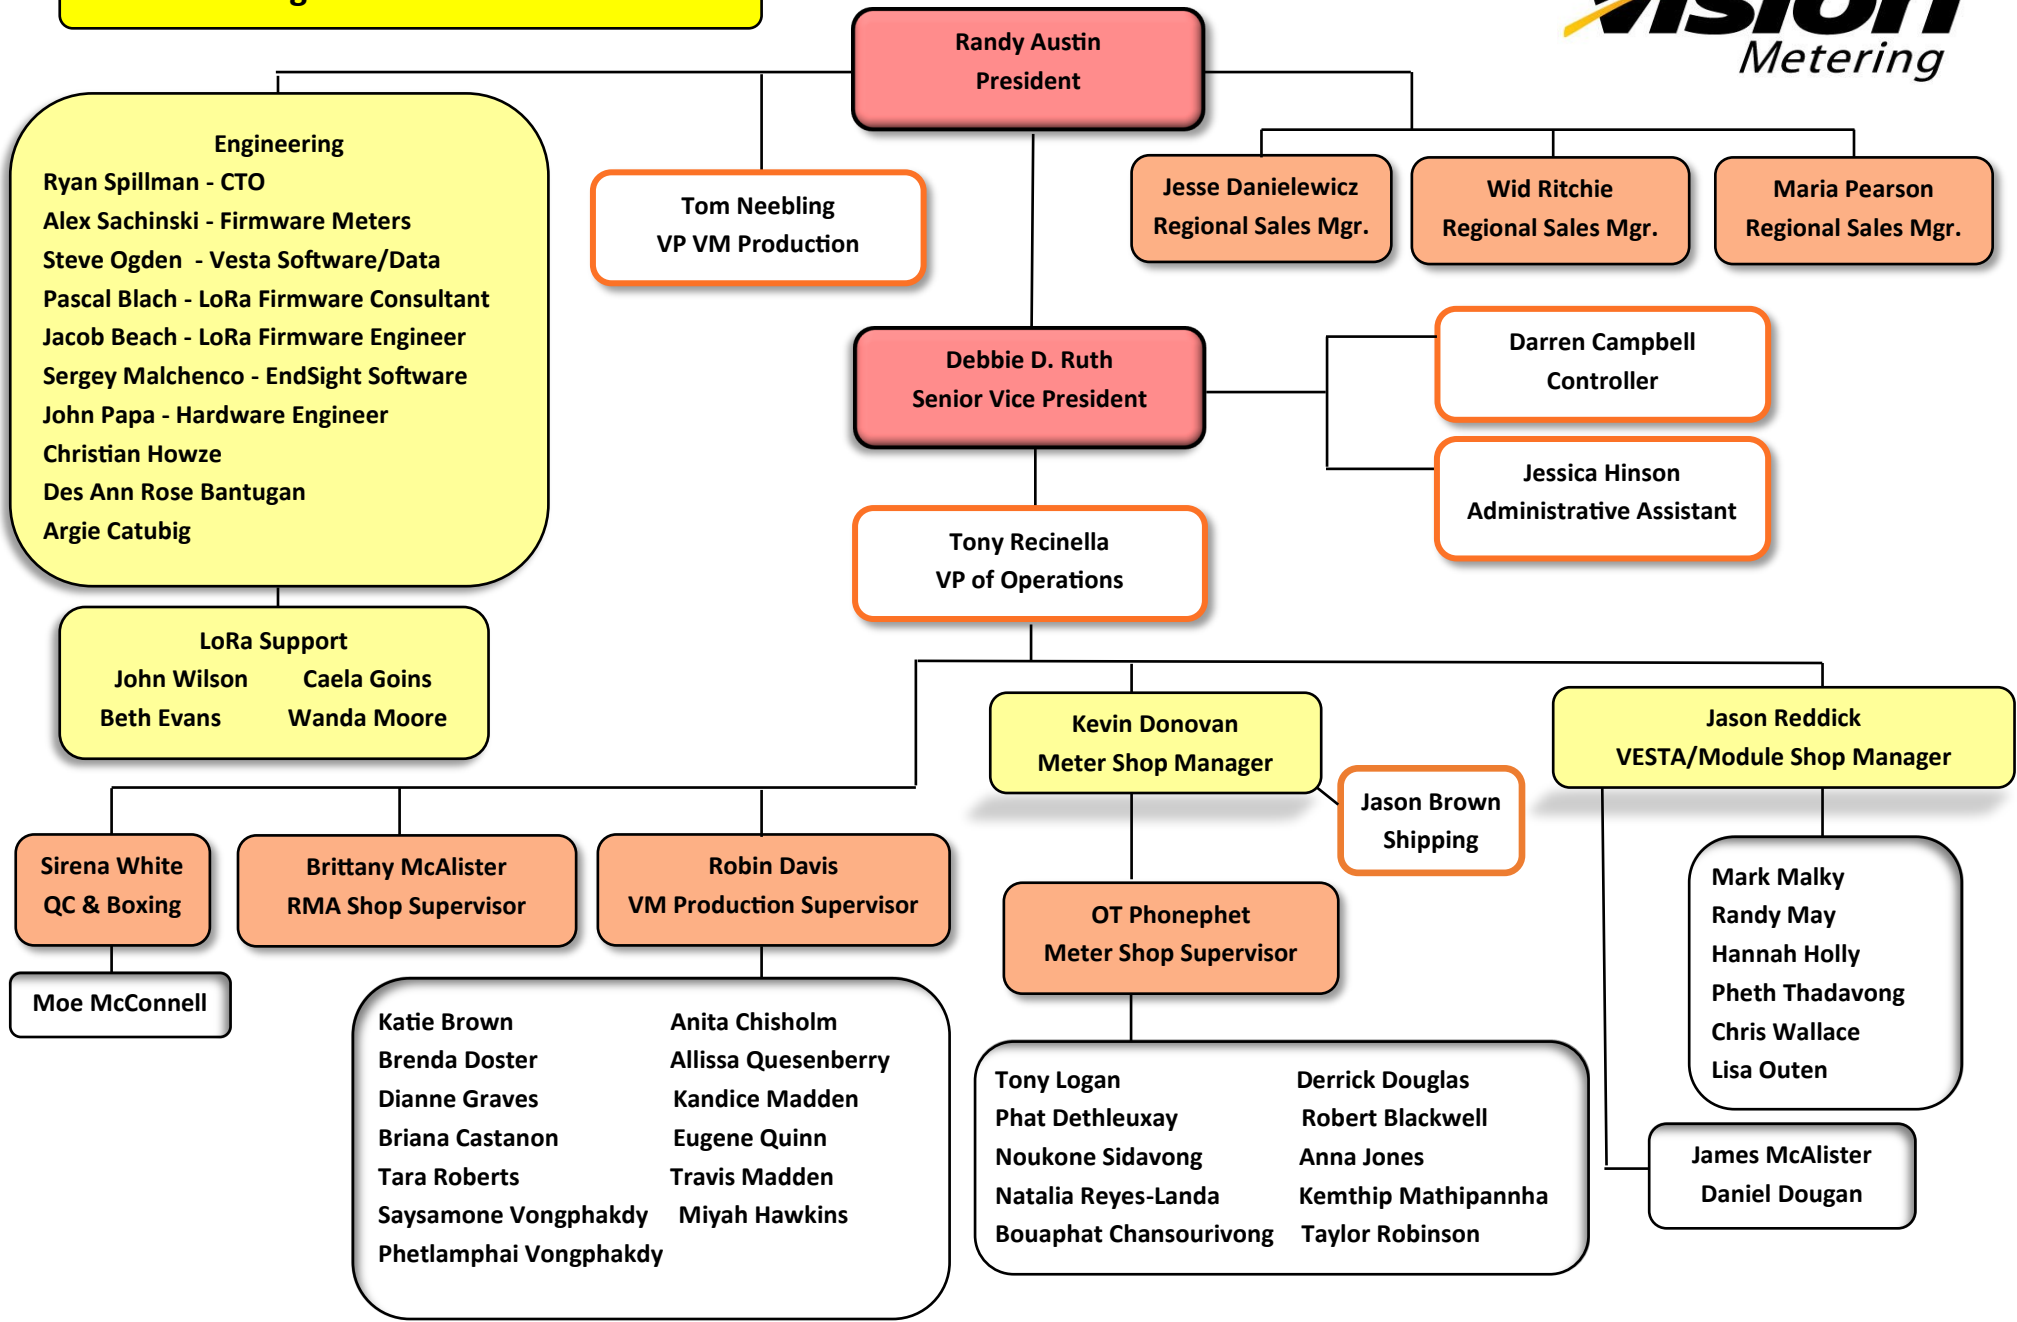 Vision
Metering
Randy Austin
President
Engineering
Ryan Spillman - CTO
Alex Sachinski - Firmware Meters
Steve Ogden - Vesta Software/Data
Pascal Blach - LoRa Firmware Consultant
Jacob Beach - LoRa Firmware Engineer
Sergey Malchenco - EndSight Software
John Papa - Hardware Engineer
Christian Howze
Des Ann Rose Bantugan
Argie Catubig
LoRa Support
John Wilson Caela Goins
Beth Evans Wanda Moore
Tom Neebling
VP VM Production
Jesse Danielewicz
Regional Sales Mgr.
Wid Ritchie
Regional Sales Mgr.
Maria Pearson
Regional Sales Mgr.
Debbie D. Ruth
Senior Vice President
Darren Campbell
Controller
Jessica Hinson
Administrative Assistant
Tony Recinella
VP of Operations
Kevin Donovan
Meter Shop Manager
Jason Brown
Shipping
Jason Reddick
VESTA/Module Shop Manager
Sirena White
QC & Boxing
Moe McConnell
Brittany McAlister
RMA Shop Supervisor
Robin Davis
VM Production Supervisor
Katie Brown Anita Chisholm
Brenda Doster Allissa Quesenberry
Dianne Graves Kandice Madden
Briana Castanon Eugene Quinn
Tara Roberts Travis Madden
Saysamone Vongphakdy Miyah Hawkins
Phetlamphai Vongphakdy
OT Phonephet
Meter Shop Supervisor
Tony Logan Derrick Douglas
Phat Dethleuxay Robert Blackwell
Noukone Sidavong Anna Jones
Natalia Reyes-Landa Kemthip Mathipannha
Bouaphat Chansourivong Taylor Robinson
Mark Malky
Randy May
Hannah Holly
Pheth Thadavong
Chris Wallace
Lisa Outen
James McAlister
Daniel Dougan